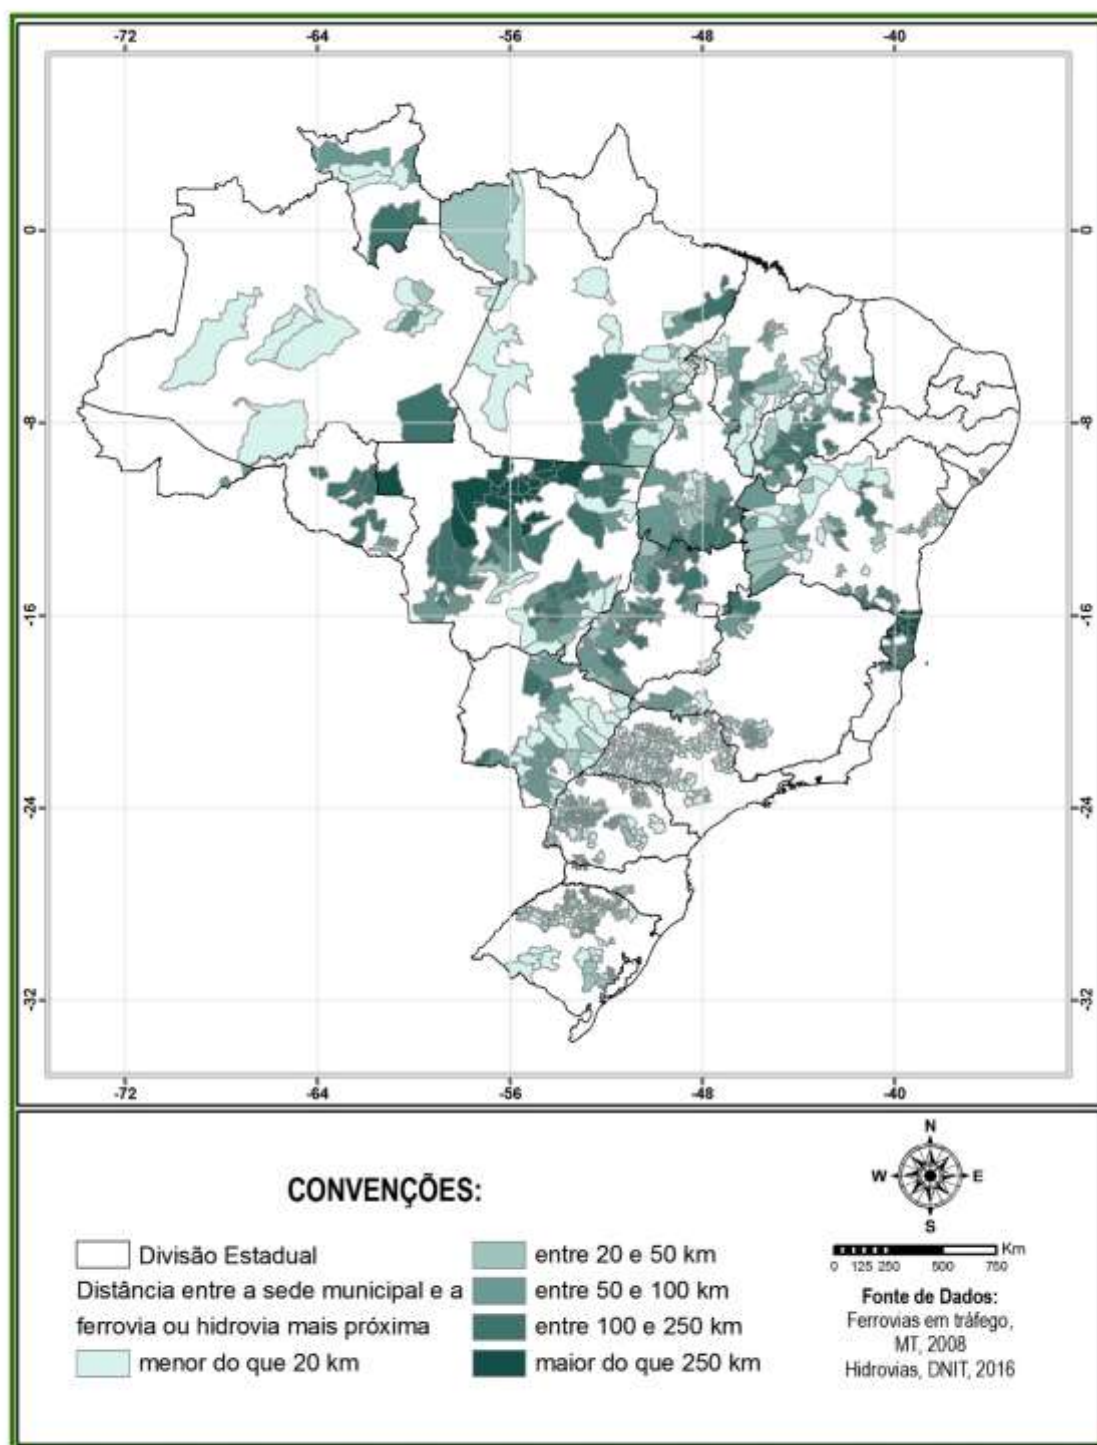 -72 -64 -56 -48 -40
0 0
-8 -8
-16 -16
-24 -24
-32 -32
-72 -64 -56 -48 -40
CONVENÇÕES:
Divisão Estadual
Distância entre a sede municipal e a
ferrovia ou hidrovia mais próxima
menor do que 20 km
entre 20 e 50 km
entre 50 e 100 km
entre 100 e 250 km
maior do que 250 km
N
W E
S
Km
0 125 250 500 750
Fonte de Dados:
Ferrovias em tráfego,
MT, 2008
Hidrovias, DNIT, 2016